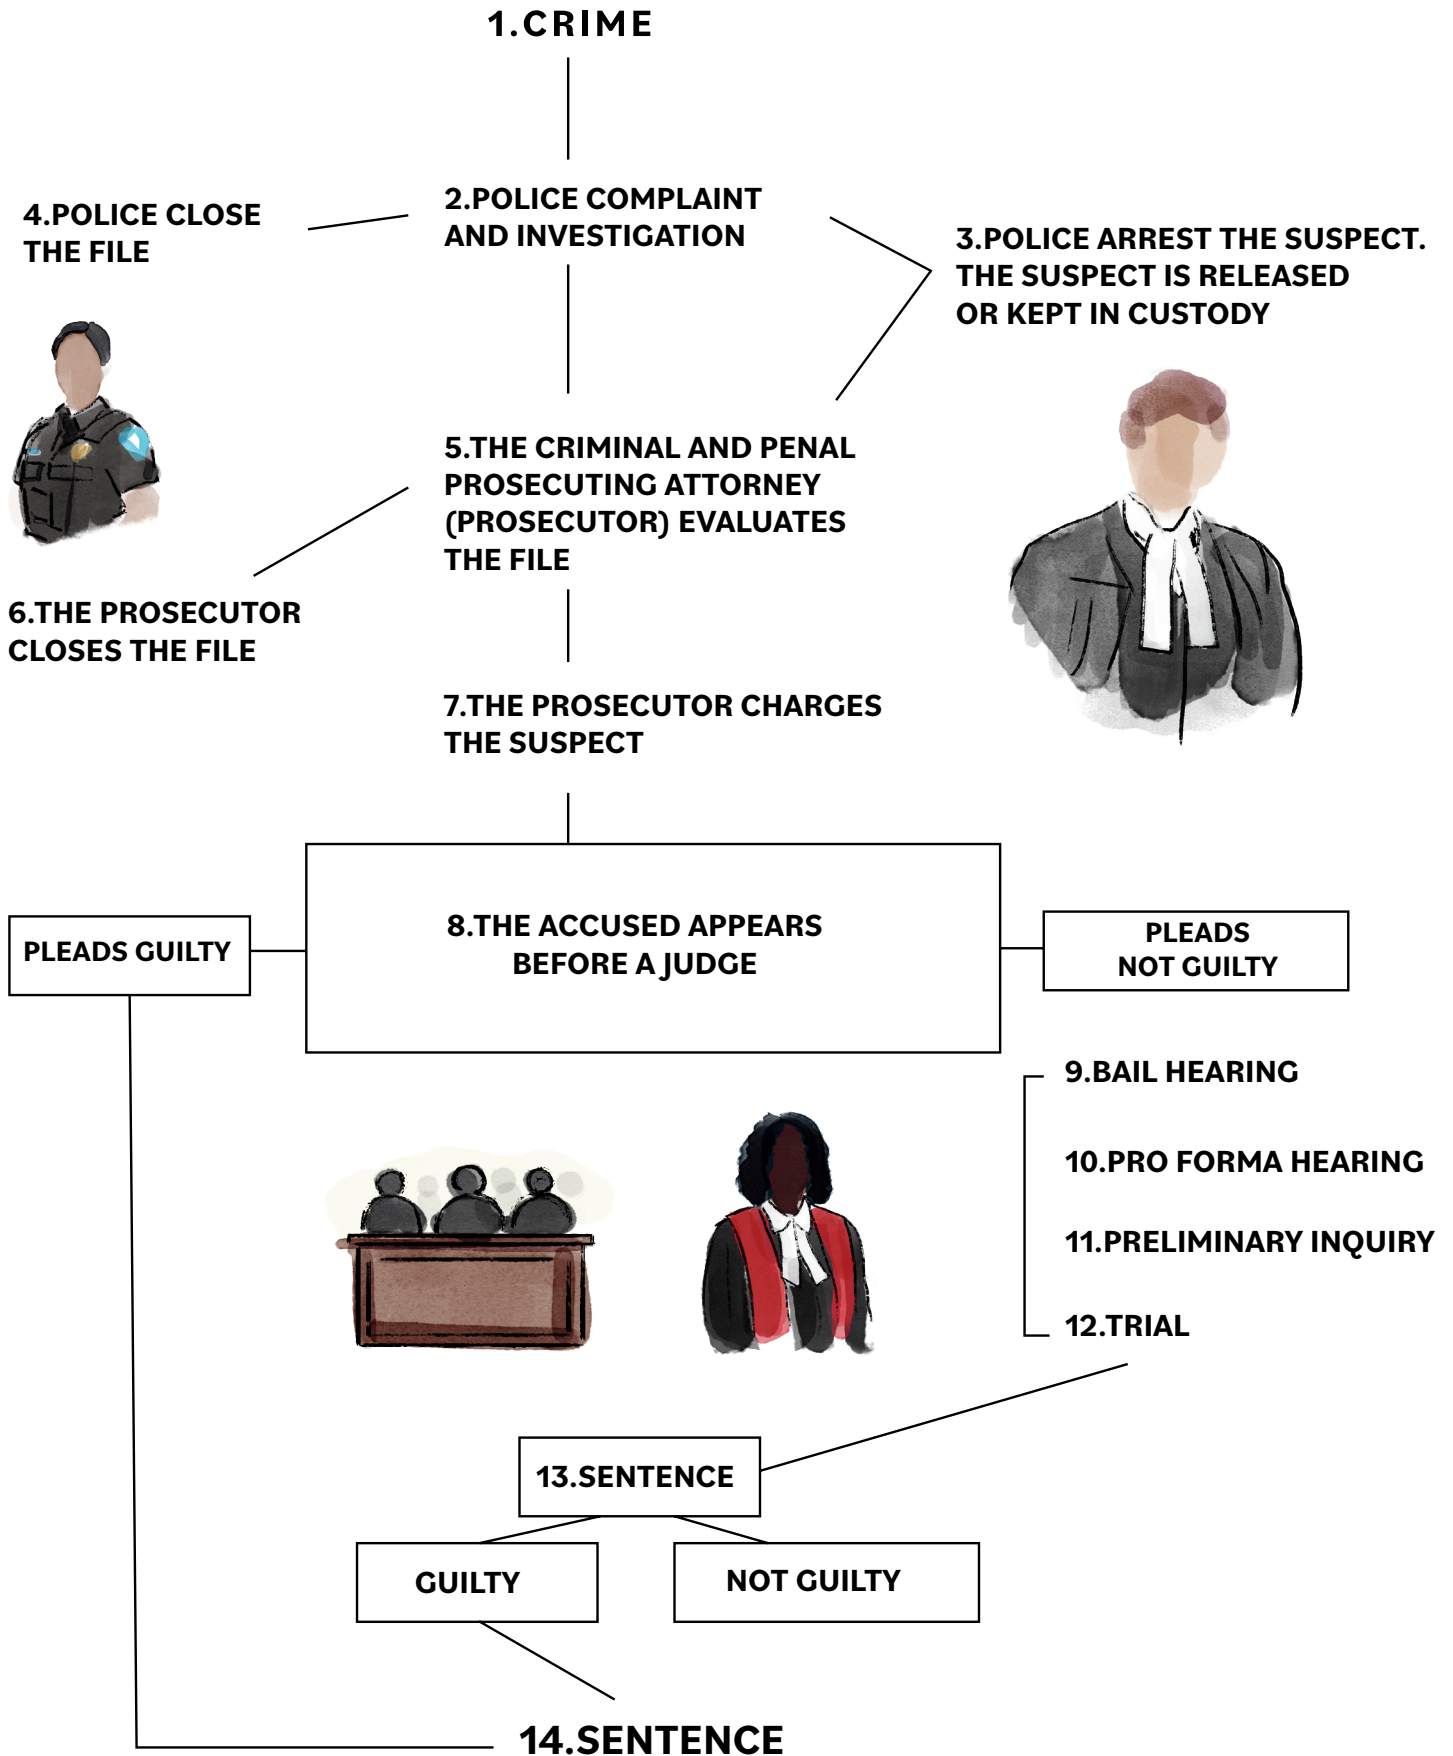 1.CRIME
2.POLICE COMPLAINT
AND INVESTIGATION
3.POLICE ARREST THE SUSPECT.
THE SUSPECT IS RELEASED
OR KEPT IN CUSTODY
4.POLICE CLOSE
THE FILE
5.THE CRIMINAL AND PENAL
PROSECUTING ATTORNEY
(PROSECUTOR) EVALUATES
THE FILE
6.THE PROSECUTOR
CLOSES THE FILE
7.THE PROSECUTOR CHARGES
THE SUSPECT
8.THE ACCUSED APPEARS
BEFORE A JUDGE
PLEADS GUILTY
PLEADS
NOT GUILTY
9.BAIL HEARING
10.PRO FORMA HEARING
11.PRELIMINARY INQUIRY
12.TRIAL
13.SENTENCE
GUILTY
NOT GUILTY
14.SENTENCE